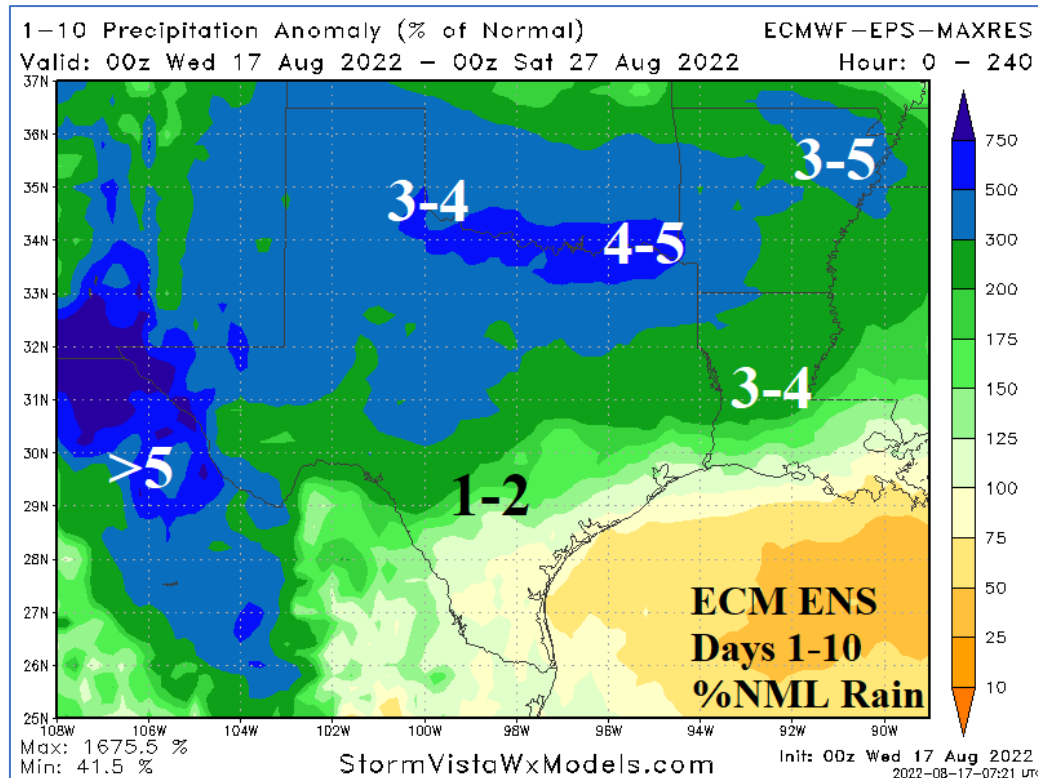 1-10 Precipitation Anomaly (% of Normal) ECMWF-EPS-MAXRES
Valid: 00z Wed 17 Aug 2022 - 00z Sat 27 Aug 2022 Hour: 0 - 240
37N
36N
35N
34N
33N
32N
31N
30N
29N
28N
27N
26N
25N
3-5
3-4
4-5
3-4
>5
1-2
ECM ENS
Days 1-10
%NML Rain
750
500
300
200
175
150
125
100
75
50
25
10
108W 106W 104W 102W 100W 98W 96W 94W 92W 90W
Max: 1675.5 %
Min: 41.5 %
StormVistaWxModels.com
Init: 00z Wed 17 Aug 2022
2022-08-17-07:21 UTC